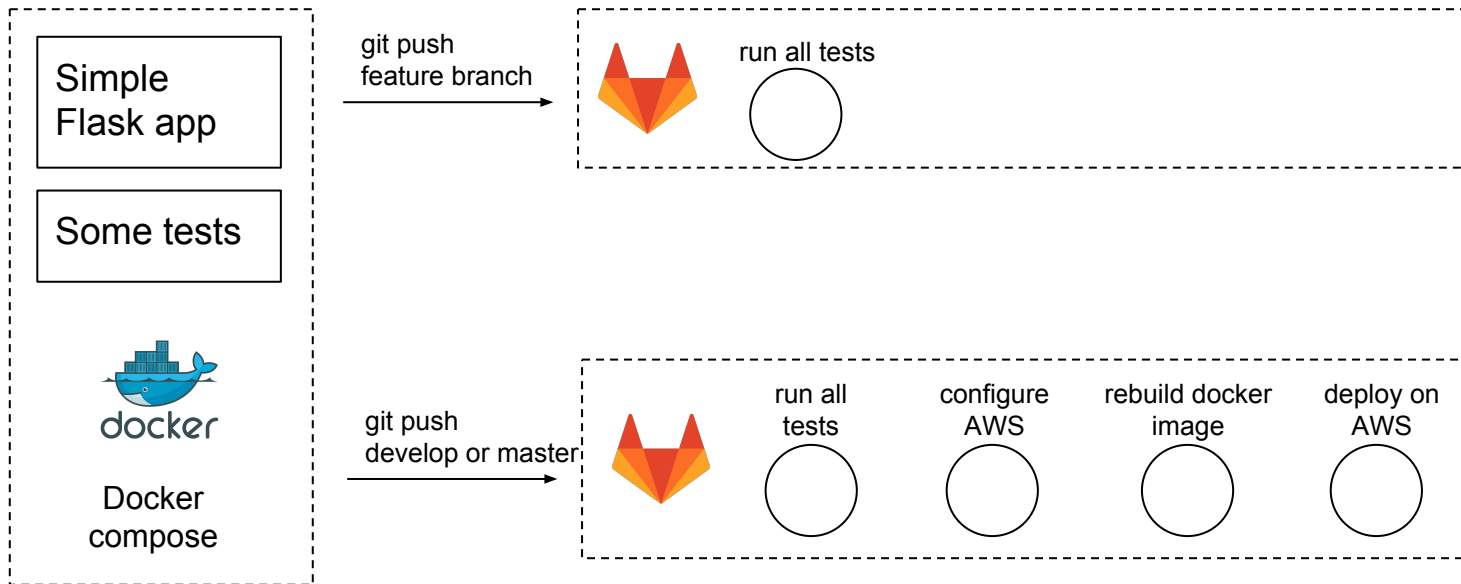 Simple
Flask app
Some tests
docker
Docker
compose
git push
feature branch
run all tests
git push
develop or master
run all
tests
configure
AWS
rebuild docker
image
deploy on
AWS